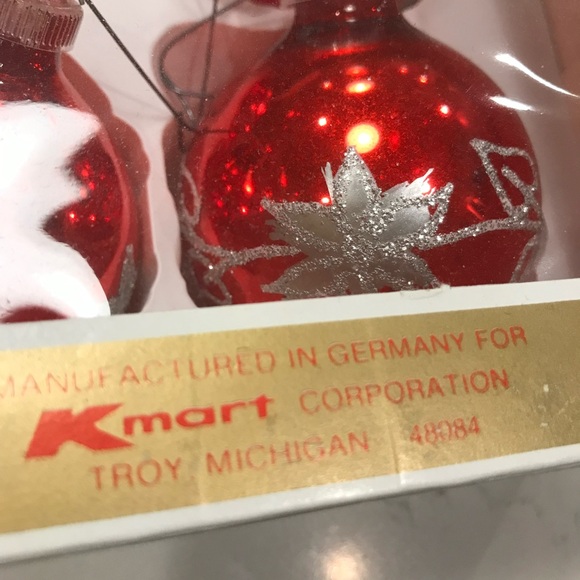 MANUFACTURED IN GERMANY FOR
Kmart CORPORATION
TROY, MICHIGAN 48084